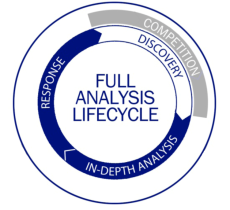 COMPETITION
DISCOVERY
RESPONSE
FULL
ANALYSIS
LIFECYCLE
IN-DEPTH ANALYSIS